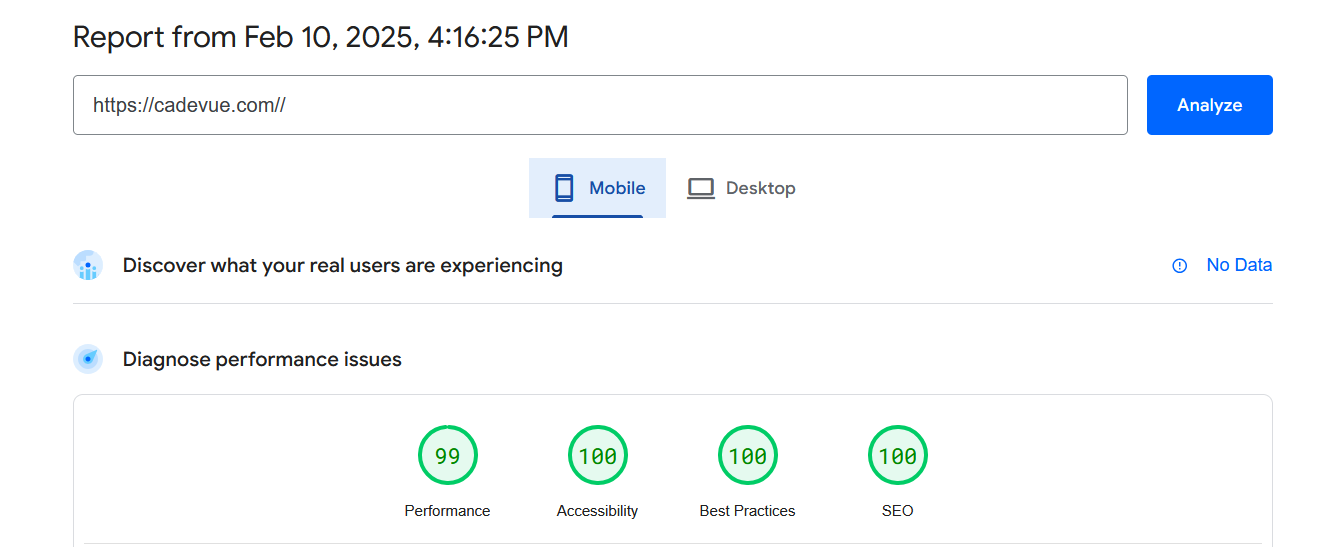 Report from Feb 10, 2025, 4:16:25 PM
https://cadevue.com//
Analyze
Mobile
Desktop
Discover what your real users are experiencing
No Data
Diagnose performance issues
99
100
100
100
Performance
Accessibility
Best Practices
SEO